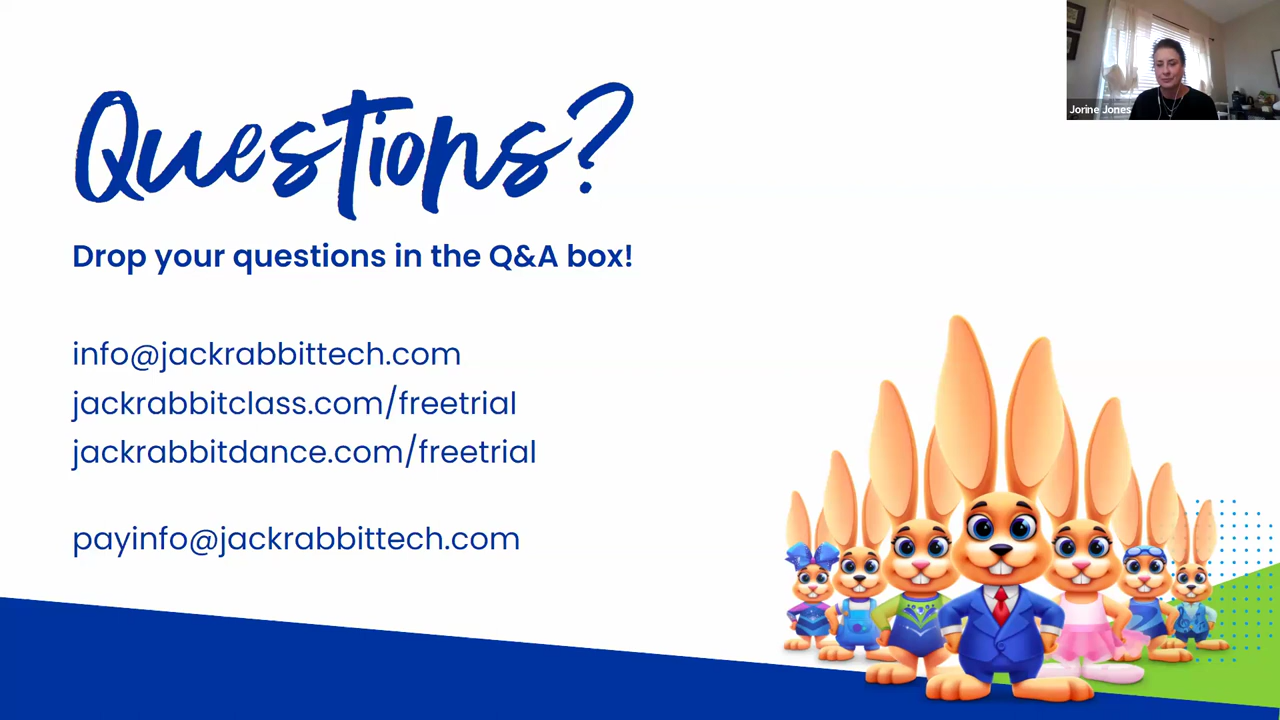 Questions?
Drop your questions in the Q&A box!
info@jackrabbittech.com
jackrabbitclass.com/freetrial
jackrabbitdance.com/freetrial
payinfo@jackrabbittech.com
Jorine Jones